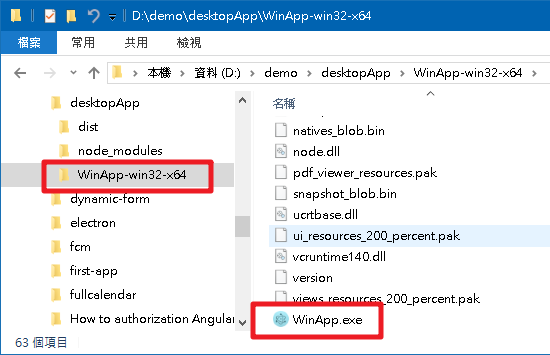 D:\demo\desktopApp\WinApp-win32-x64
檔案 常用 共用 檢視
本機 資料 (D:) demo desktopApp WinApp-win32-x64
desktopApp
dist
node_modules
WinApp-win32-x64
dynamic-form
electron
fcm
first-app
fullcalendar
How to authorization Angular
名稱
natives_blob.bin
node.dll
pdf_viewer_resources.pak
snapshot_blob.bin
ucrtbase.dll
ui_resources_200_percent.pak
vcruntime140.dll
version
views_resources_200_percent.pak
WinApp.exe
63 個項目